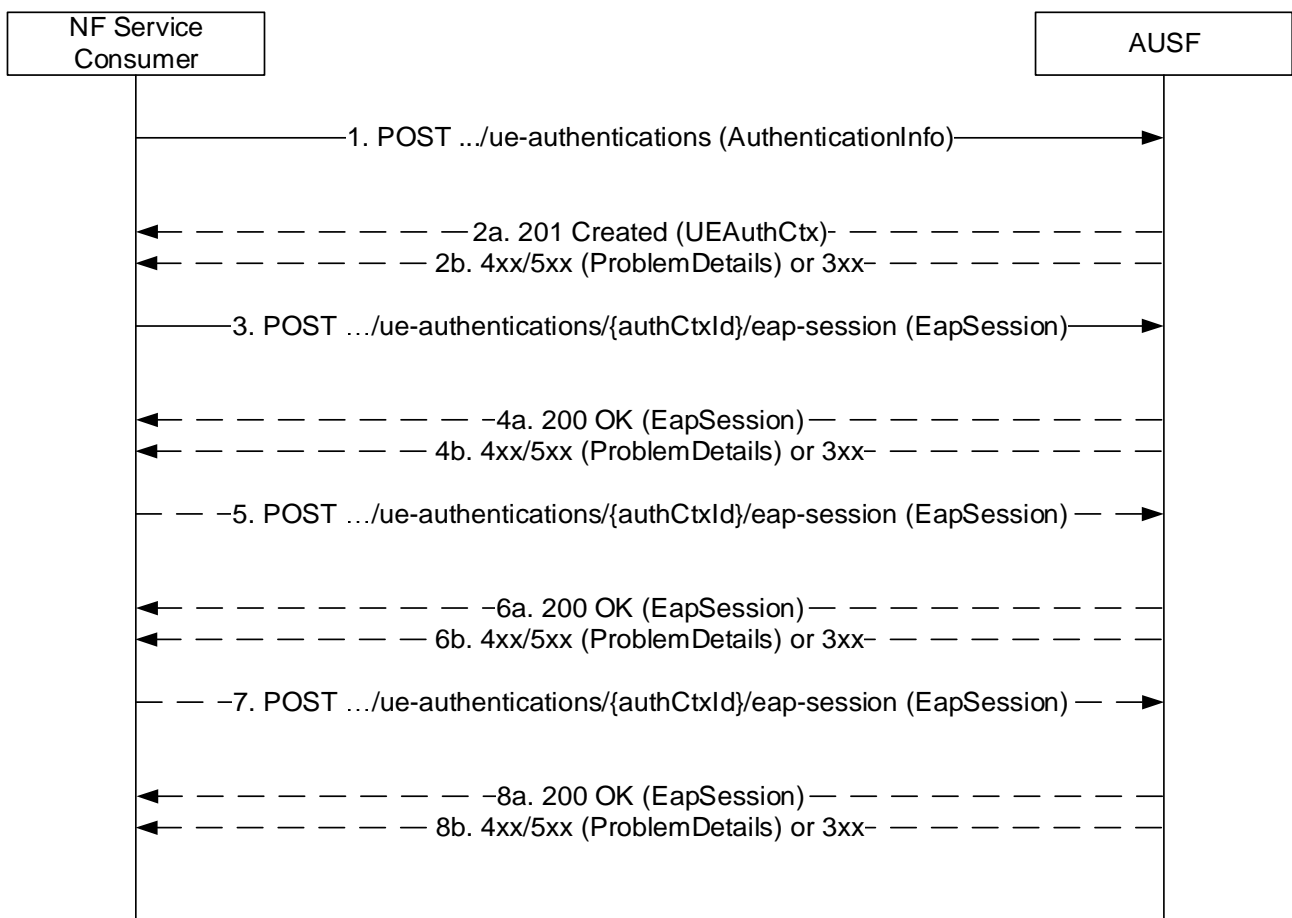 NF Service
Consumer
AUSF
1. POST .../ue-authentications (AuthenticationInfo)
2a. 201 Created (UEAuthCtx)
2b. 4xx/5xx (ProblemDetails) or 3xx
3. POST …/ue-authentications/{authCtxId}/eap-session (EapSession)
4a. 200 OK (EapSession)
4b. 4xx/5xx (ProblemDetails) or 3xx
5. POST …/ue-authentications/{authCtxId}/eap-session (EapSession)
6a. 200 OK (EapSession)
6b. 4xx/5xx (ProblemDetails) or 3xx
7. POST …/ue-authentications/{authCtxId}/eap-session (EapSession)
8a. 200 OK (EapSession)
8b. 4xx/5xx (ProblemDetails) or 3xx